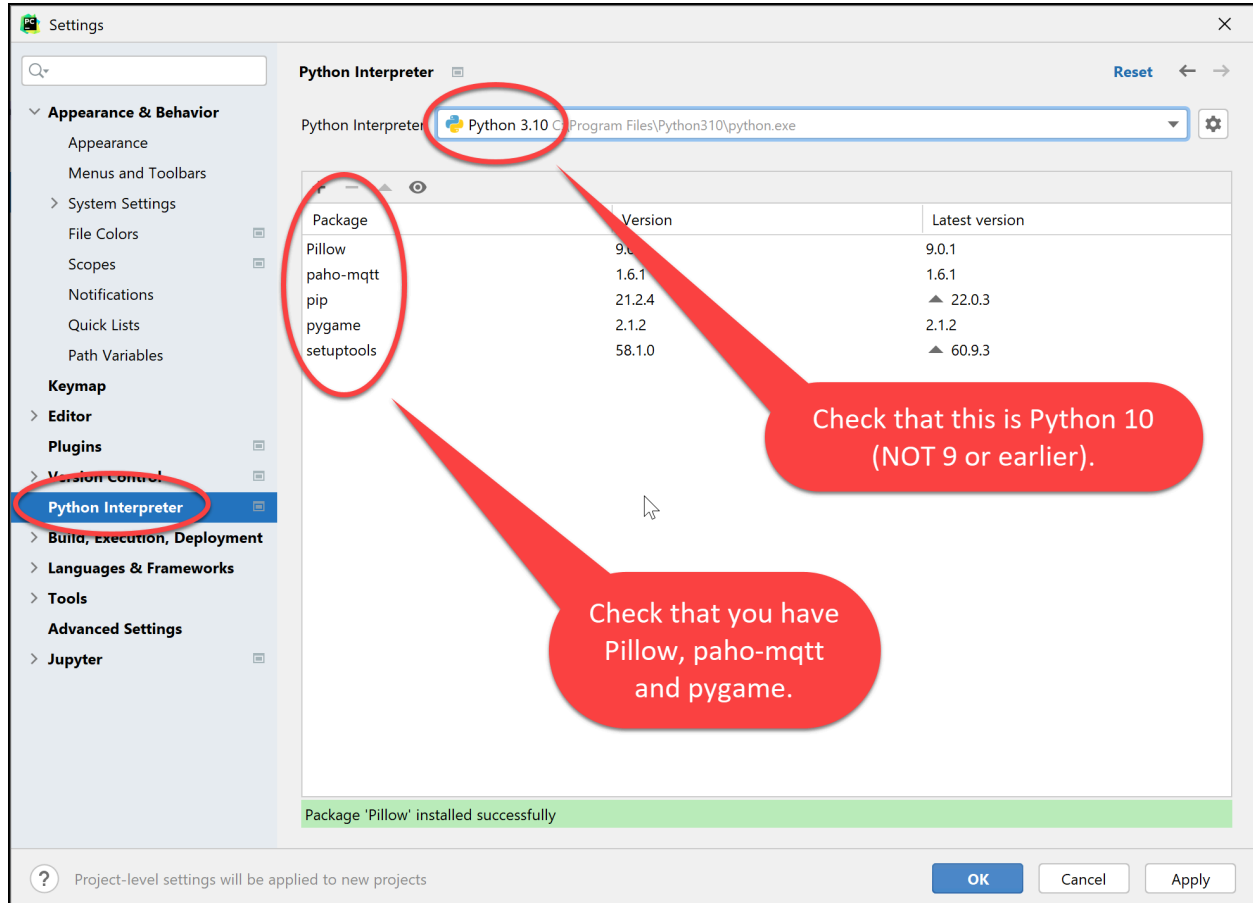 Settings
Python Interpreter
Reset
Appearance & Behavior
Python Interpreter Python 3.10 C:\Program Files\Python310\python.exe
Appearance
Menus and Toolbars
System Settings
File Colors
Scopes
Notifications
Quick Lists
Path Variables
Keymap
Editor
Plugins
Version Control
Python Interpreter
Build, Execution, Deployment
Languages & Frameworks
Tools
Advanced Settings
Jupyter
Package Version Latest version
Pillow 9.0.1
paho-mqtt 1.6.1 1.6.1
pip 21.2.4 22.0.3
pygame 2.1.2 2.1.2
setuptools 58.1.0 60.9.3
Check that this is Python 10
(NOT 9 or earlier).
Check that you have
Pillow, paho-mqtt
and pygame.
Package 'Pillow' installed successfully
? Project-level settings will be applied to new projects
OK Cancel Apply